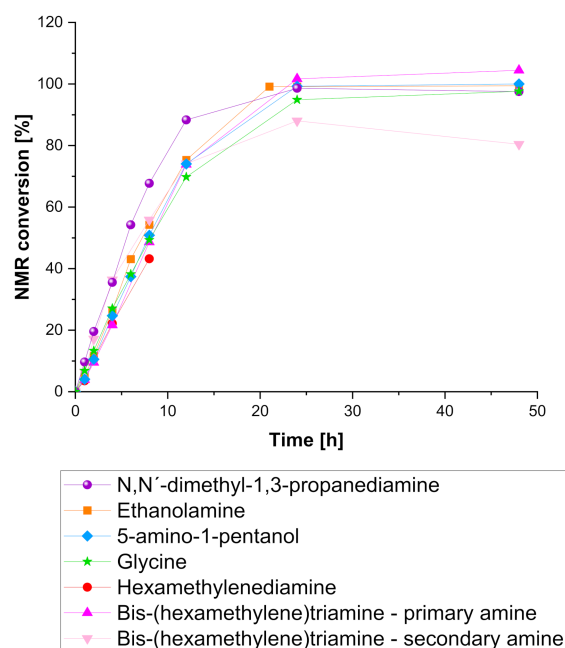 NMR conversion [%]
120
100
80
60
40
20
0
0 10 20 30 40 50
Time [h]
N,N´-dimethyl-1,3-propanediamine
Ethanolamine
5-amino-1-pentanol
Glycine
Hexamethylenediamine
Bis-(hexamethylene)triamine - primary amine
Bis-(hexamethylene)triamine - secondary amine